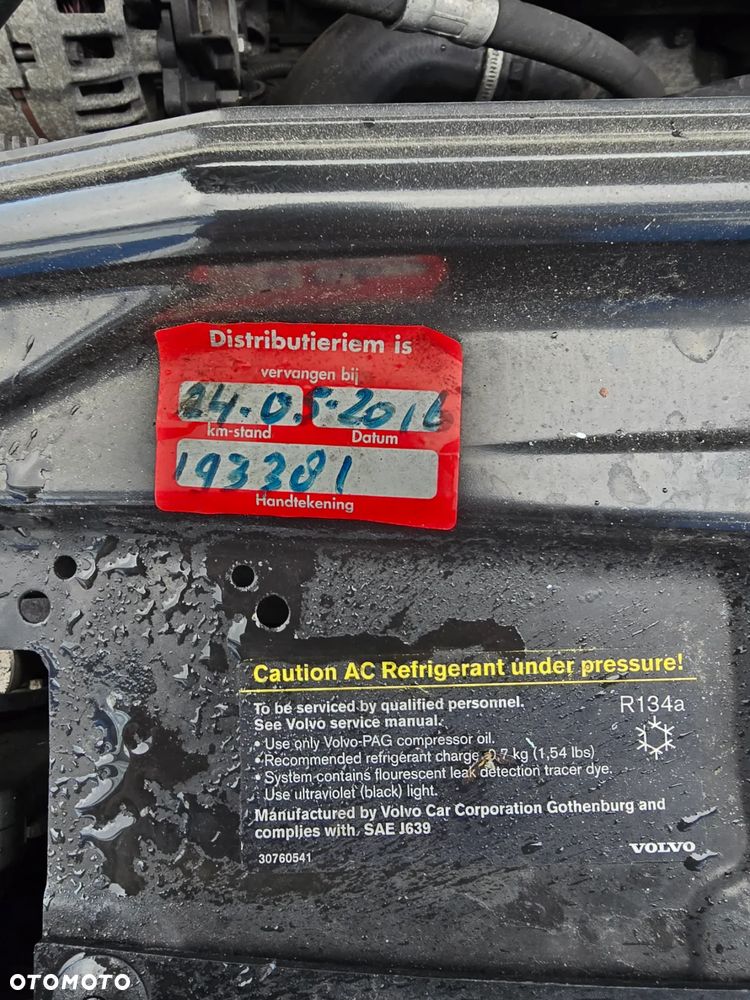 Distributieriem is
vervangen bij
24-05-2016
km-stand Datum
193381
Handtekening
Caution AC Refrigerant under pressure!
To be serviced by qualified personnel.
See Volvo service manual.
R134a
• Use only Volvo-PAG compressor oil.
• Recommended refrigerant charge 0,7 kg (1,54 lbs)
• System contains flourescent leak detection tracer dye.
Use ultraviolet (black) light.
Manufactured by Volvo Car Corporation Gothenburg and
complies with SAE J639
30760541
VOLVO
OTOMOTO